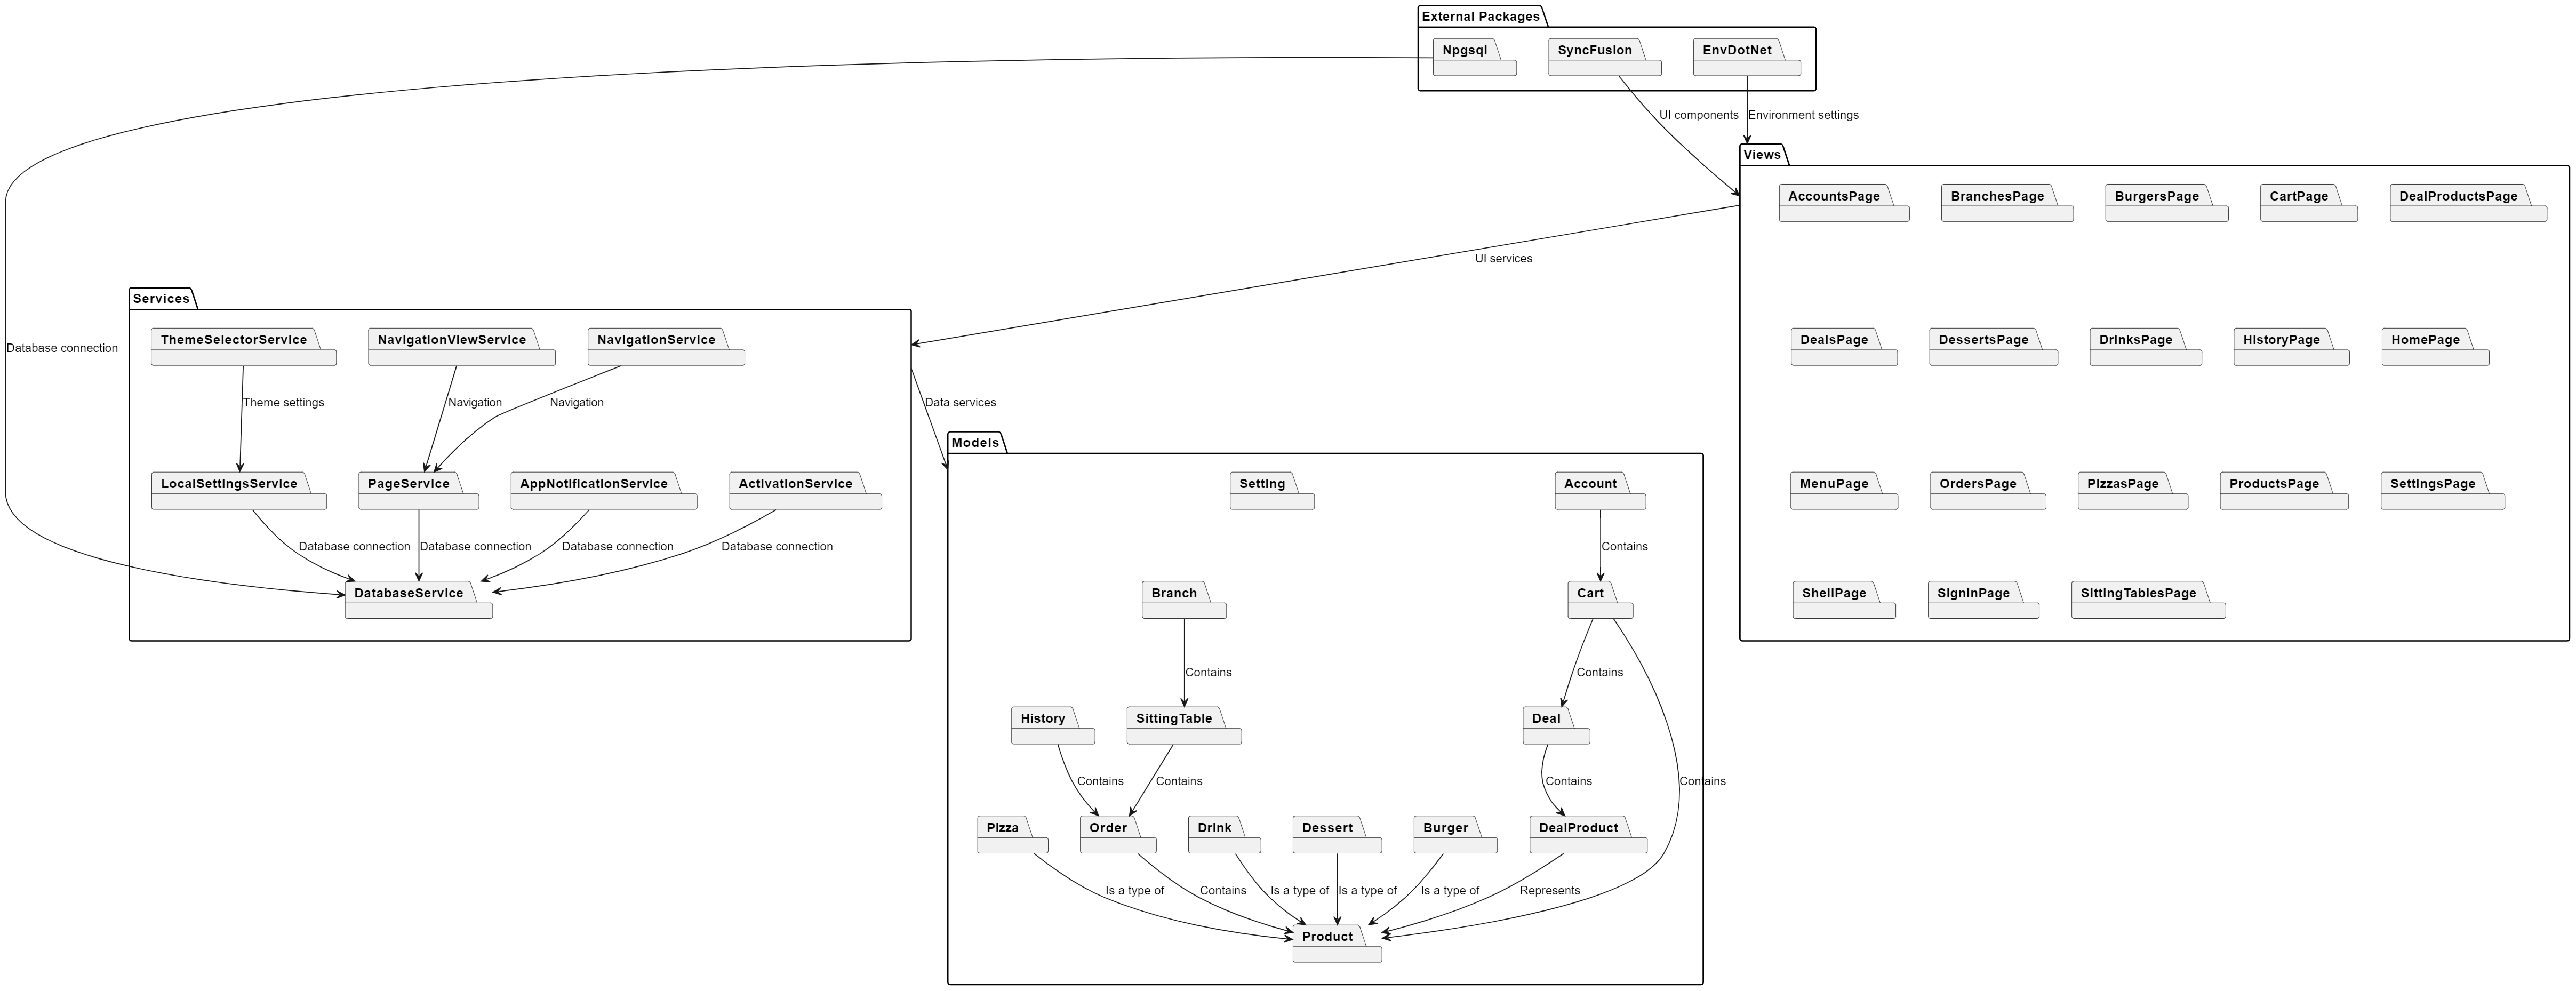 External Packages
Npgsql
SyncFusion
EnvDotNet
UI components
Environment settings
Views
AccountsPage
BranchesPage
BurgersPage
CartPage
DealProductsPage
UI services
Services
ThemeSelectorService
NavigationViewService
NavigationService
DealsPage
DessertsPage
DrinksPage
HistoryPage
HomePage
Database connection
Theme settings
Navigation
Navigation
Data services
Models
LocalSettingsService
PageService
AppNotificationService
ActivationService
Setting
Account
MenuPage
OrdersPage
PizzasPage
ProductsPage
SettingsPage
Database connection
Database connection
Database connection
Database connection
Contains
DatabaseService
Branch
Cart
ShellPage
SigninPage
SittingTablesPage
Contains
Contains
History
SittingTable
Deal
Contains
Contains
Contains
Contains
Pizza
Order
Drink
Dessert
Burger
DealProduct
Is a type of
Contains
Is a type of
Is a type of
Is a type of
Represents
Product